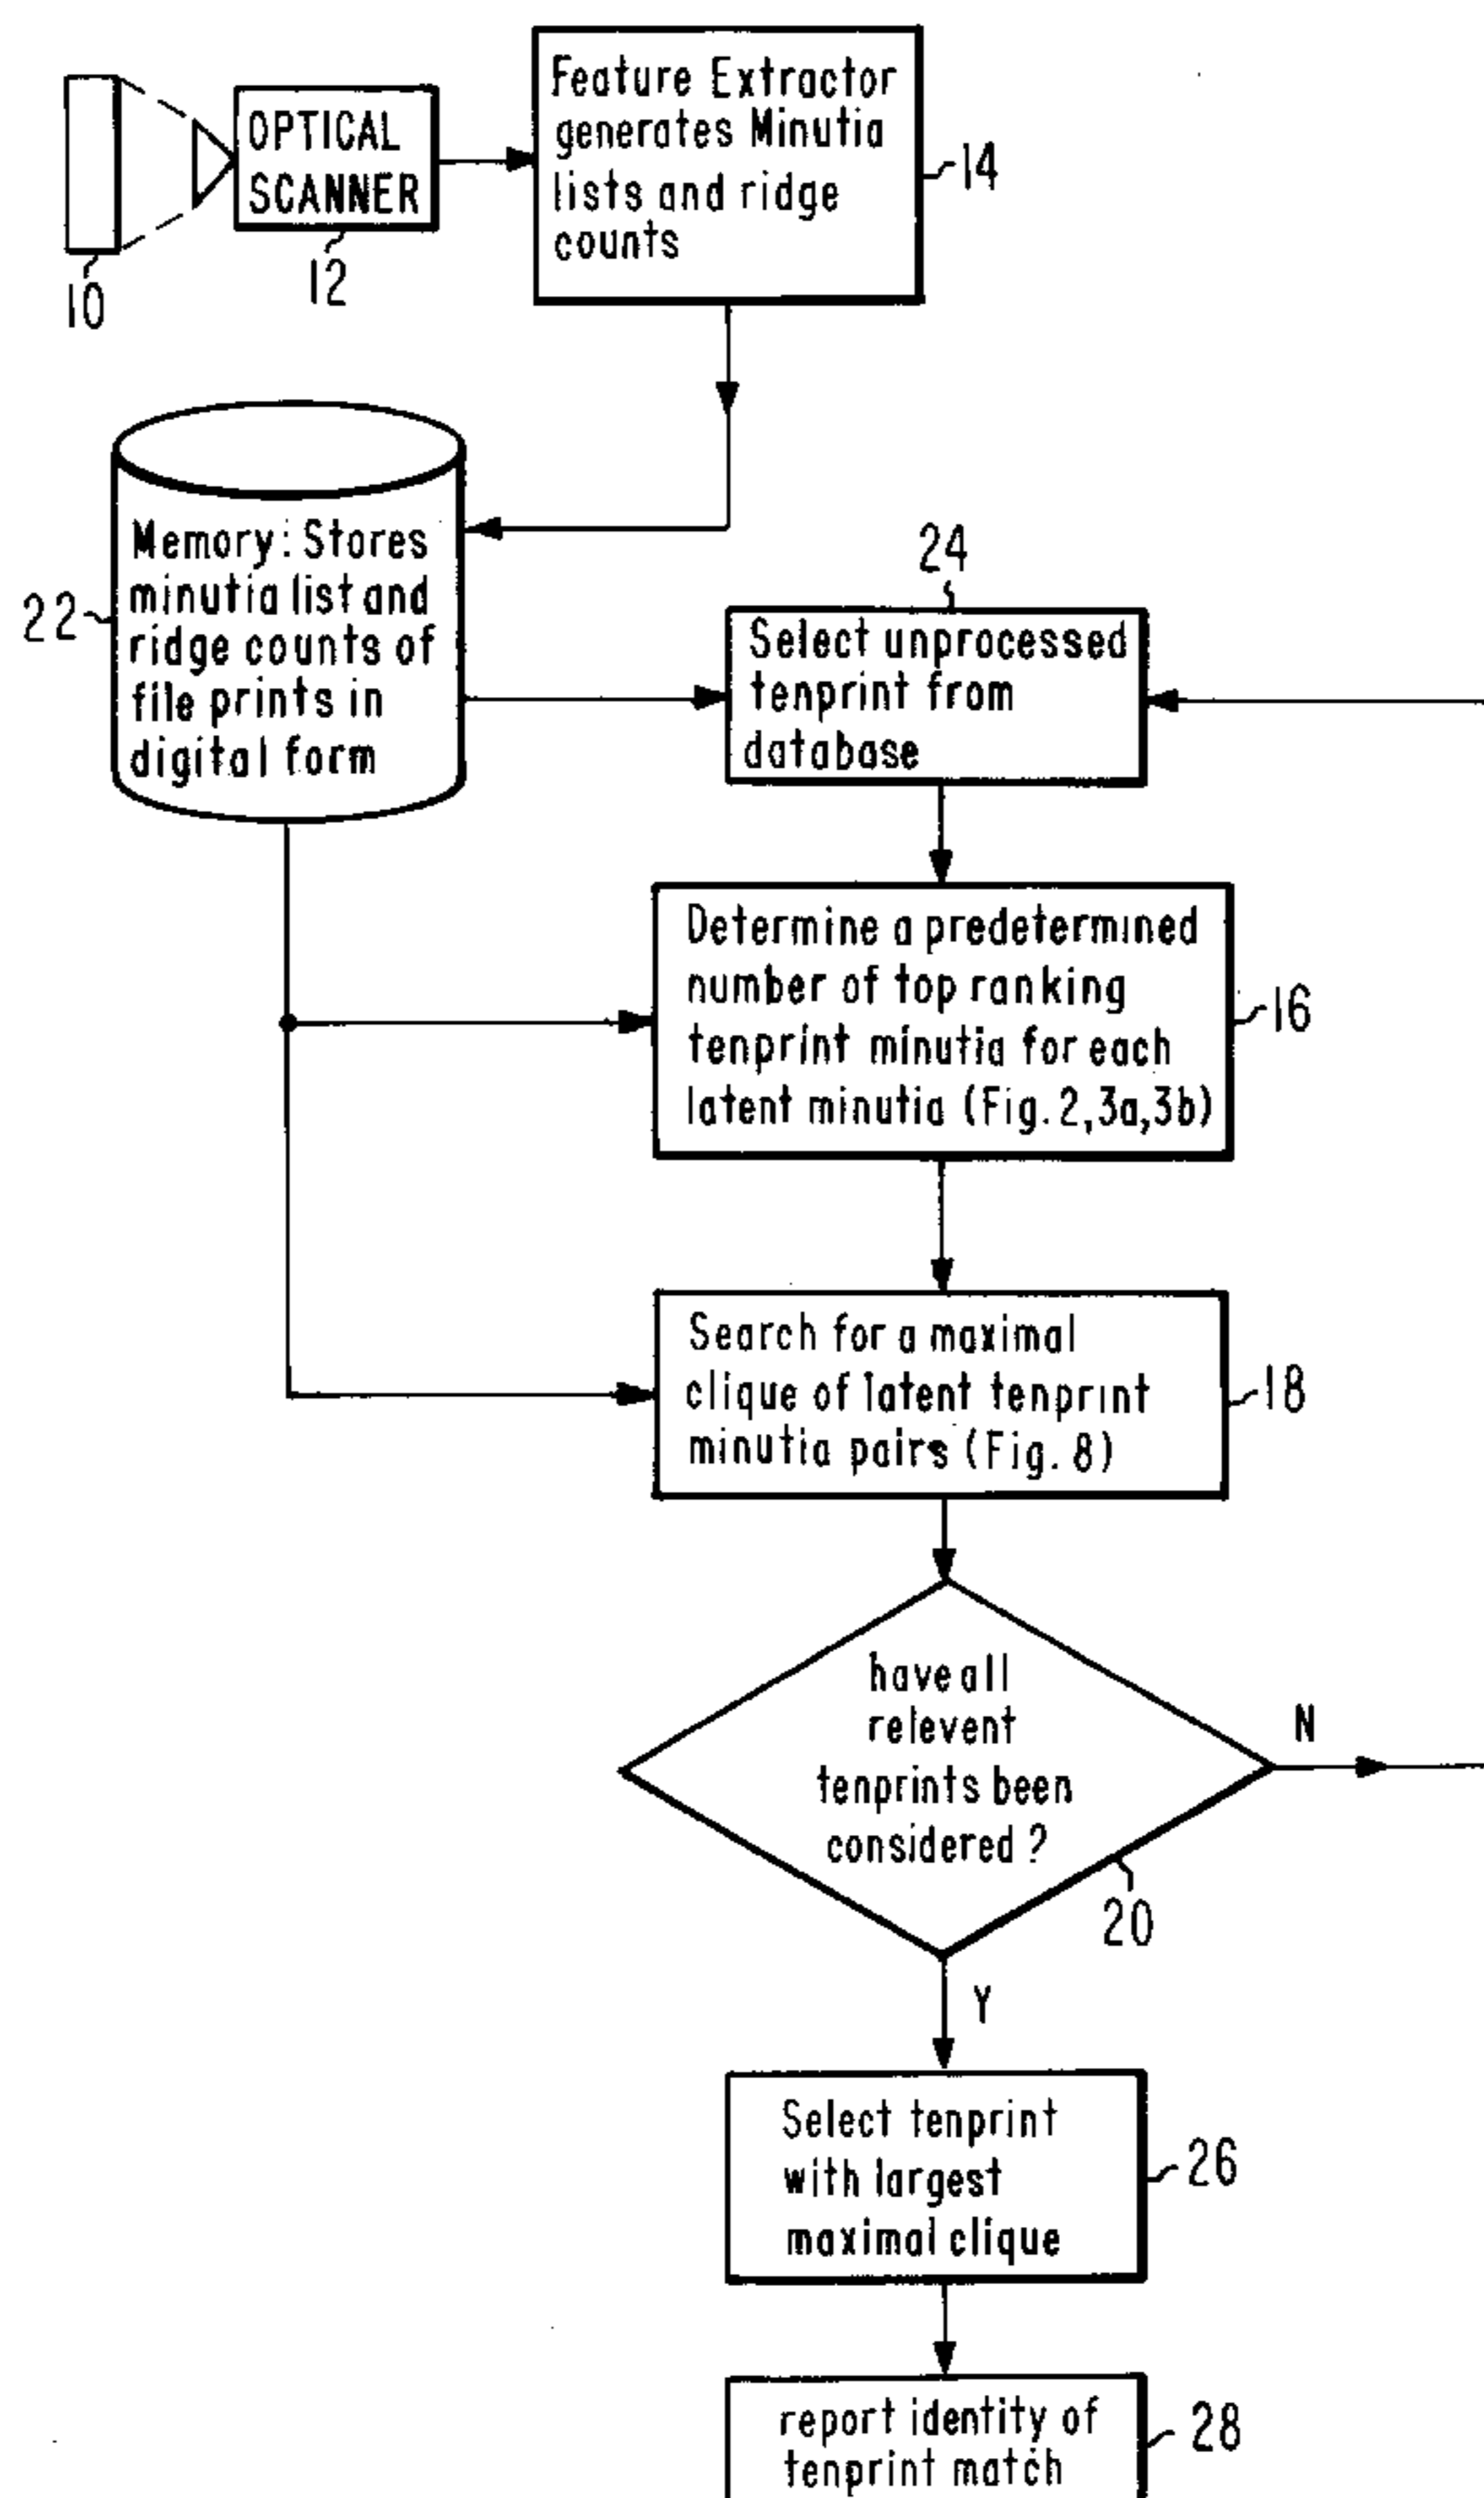 Feature Extractor
generates Minutia
lists and ridge
counts
14
OPTICAL
SCANNER
12
10
Memory: Stores
minutia list and
ridge counts of
file prints in
digital form
22
24
Select unprocessed
tenprint from
database
Determine a predetermined
number of top ranking
tenprint minutia for each
latent minutia (Fig. 2,3a,3b)
16
Search for a maximal
clique of latent tenprint
minutia pairs (Fig. 8)
18
have all
relevent
tenprints been
considered?
N
20
Y
Select tenprint
with largest
maximal clique
26
report identity of
tenprint match
28